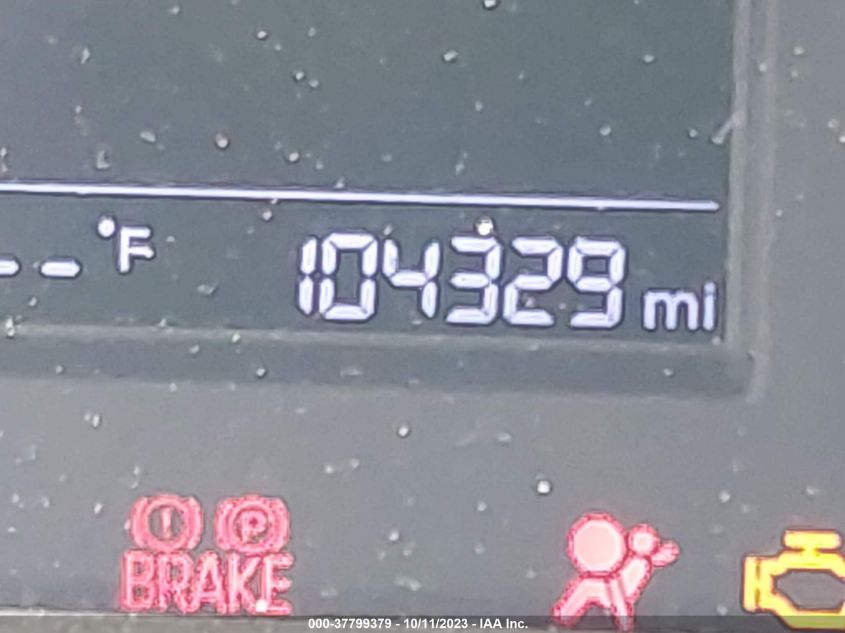 -- °F 104329 mi
P
BRAKE
000-37799379 - 10/11/2023 - IAA Inc.